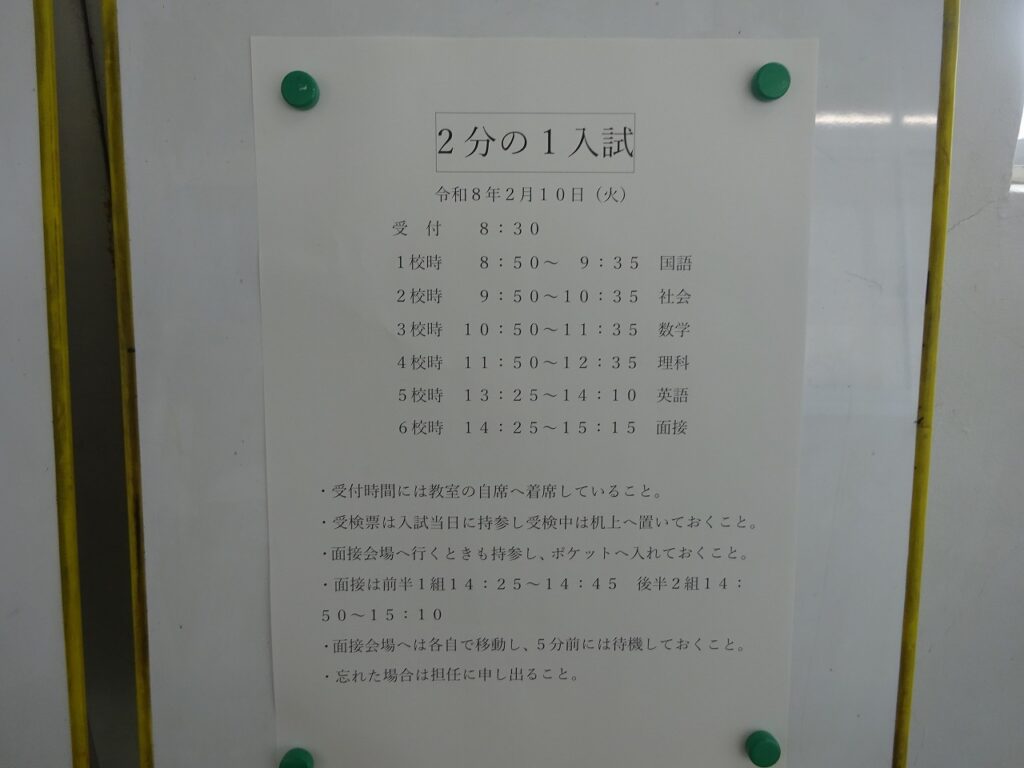 ２分の１入試
令和８年２月１０日（火）
受　付　　８：３０
１校時　　８：５０～　９：３５　国語
２校時　　９：５０～１０：３５　社会
３校時　１０：５０～１１：３５　数学
４校時　１１：５０～１２：３５　理科
５校時　１３：２５～１４：１０　英語
６校時　１４：２５～１５：１５　面接
・受付時間には教室の自席へ着席していること。
・受検票は入試当日に持参し受検中は机上へ置いておくこと。
・面接会場へ行くときも持参し、ポケットへ入れておくこと。
・面接は前半１組１４：２５～１４：４５　後半２組１４：
５０～１５：１０
・面接会場へは各自で移動し、５分前には待機しておくこと。
・忘れた場合は担任に申し出ること。